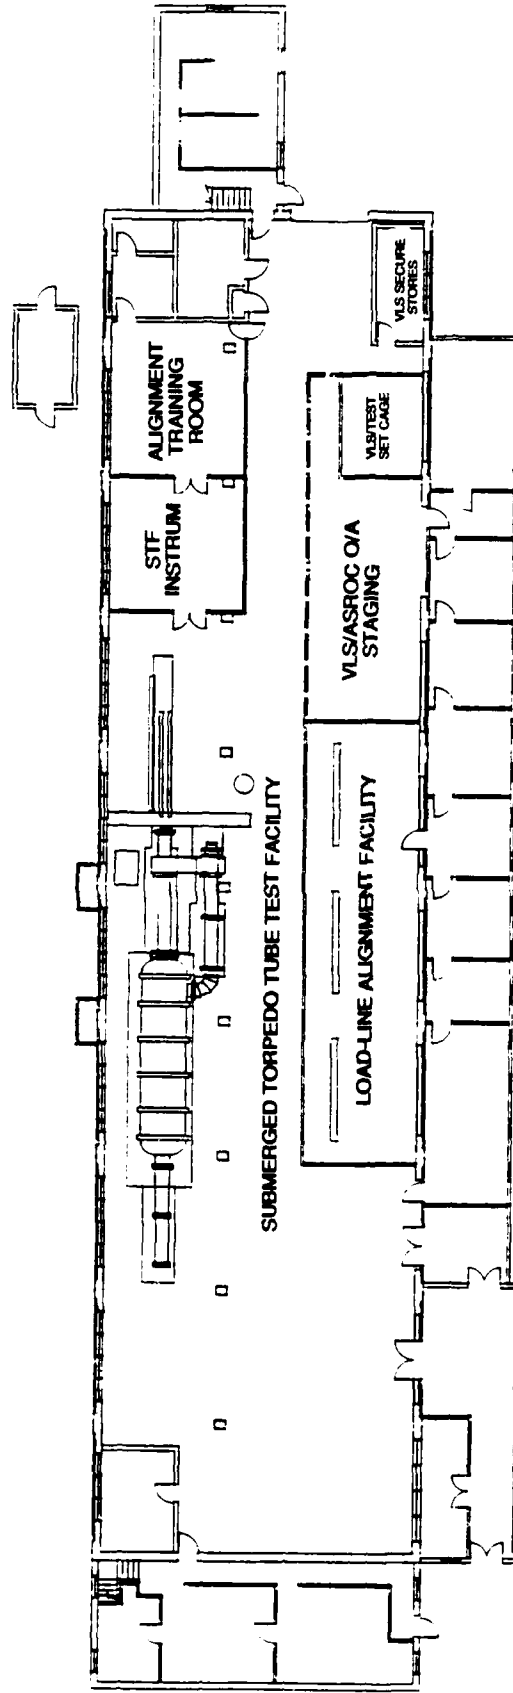 ALIGNMENT
TRAINING
ROOM
STF
INSTRUM
VLS SECURE
STORES
VLS/TEST
SET CAGE
VLS/ASROC O/A
STAGING
SUBMERGED TORPEDO TUBE TEST FACILITY
LOAD-LINE ALIGNMENT FACILITY